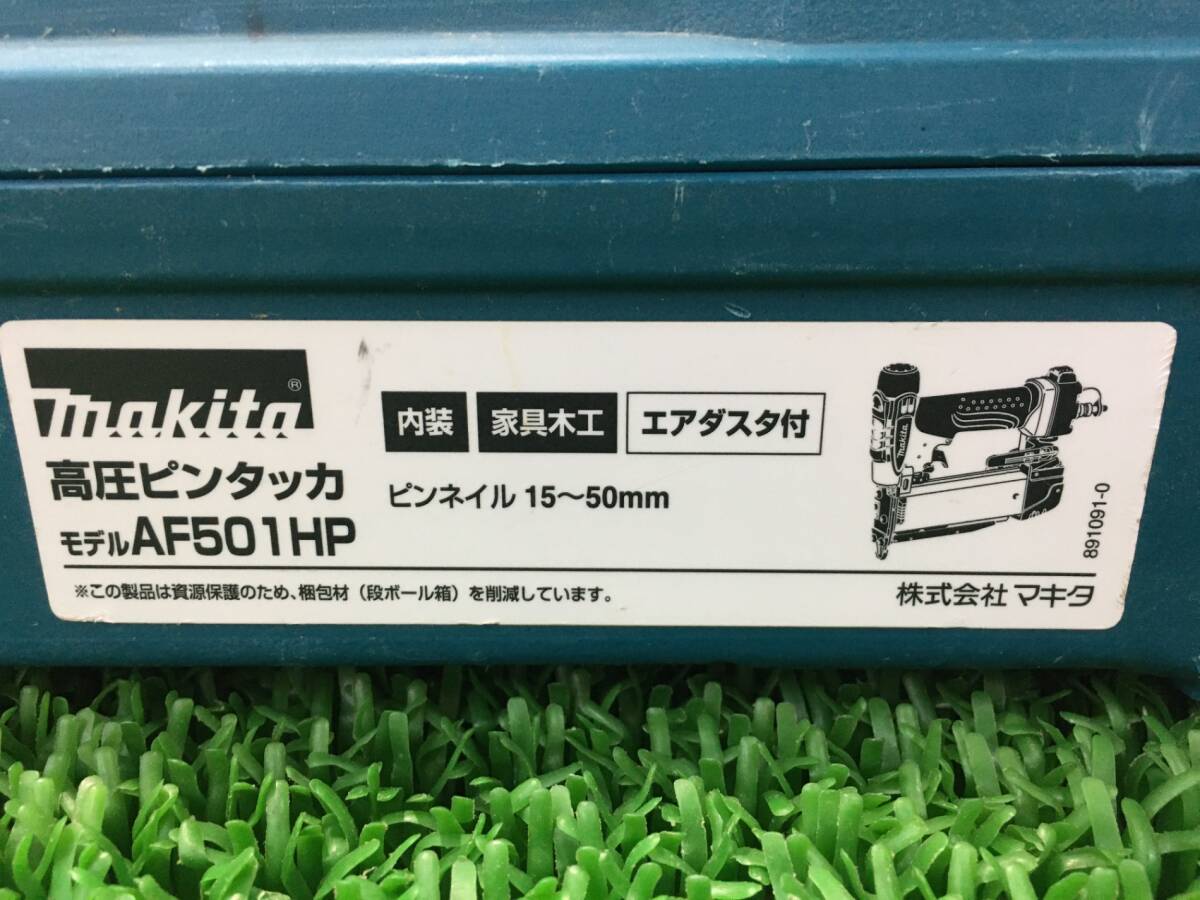 makita®
高圧ピンタッカ
モデルAF501HP
内装 家具木工 エアダスタ付
ピンネイル 15～50mm
makita
891091-0
※この製品は資源保護のため、梱包材（段ボール箱）を削減しています。
株式会社 マキタ